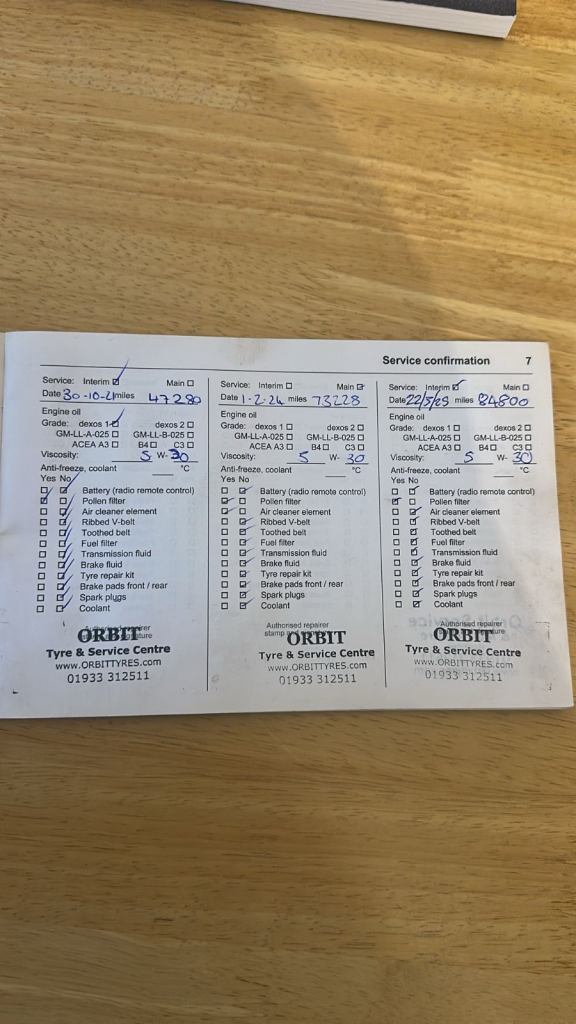 Service confirmation 7
Service: Interim ☑ Main ☐
Date 30-10-21 miles 47280
Engine oil
Grade: dexos 1 ☑ dexos 2 ☐
GM-LL-A-025 ☐ GM-LL-B-025 ☐
ACEA A3 ☐ B4 ☐ C3 ☐
Viscosity: 5 W- 30
Anti-freeze, coolant °C
Yes No
☐ ☑ Battery (radio remote control)
☑ ☐ Pollen filter
☐ ☑ Air cleaner element
☐ ☑ Ribbed V-belt
☐ ☑ Toothed belt
☐ ☑ Fuel filter
☐ ☑ Transmission fluid
☐ ☑ Brake fluid
☐ ☑ Tyre repair kit
☐ ☑ Brake pads front / rear
☐ ☑ Spark plugs
☐ ☑ Coolant
Authorised repairer
ORBIT
Tyre & Service Centre
www.ORBITTYRES.com
01933 312511
Service: Interim ☐ Main ☑
Date 1-2-24 miles 73228
Engine oil
Grade: dexos 1 ☐ dexos 2 ☐
GM-LL-A-025 ☐ GM-LL-B-025 ☐
ACEA A3 ☐ B4 ☐ C3 ☐
Viscosity: 5 W- 30
Anti-freeze, coolant °C
Yes No
☐ ☑ Battery (radio remote control)
☑ ☐ Pollen filter
☑ ☐ Air cleaner element
☐ ☑ Ribbed V-belt
☐ ☑ Toothed belt
☐ ☑ Fuel filter
☐ ☑ Transmission fluid
☐ ☑ Brake fluid
☐ ☑ Tyre repair kit
☐ ☑ Brake pads front / rear
☐ ☑ Spark plugs
☐ ☑ Coolant
Authorised repairer
stamp
ORBIT
Tyre & Service Centre
www.ORBITTYRES.com
01933 312511
Service: Interim ☑ Main ☐
Date 22/5/25 miles 84800
Engine oil
Grade: dexos 1 ☐ dexos 2 ☐
GM-LL-A-025 ☐ GM-LL-B-025 ☐
ACEA A3 ☐ B4 ☐ C3 ☐
Viscosity: 5 W- 30
Anti-freeze, coolant °C
Yes No
☐ ☑ Battery (radio remote control)
☑ ☐ Pollen filter
☐ ☑ Air cleaner element
☐ ☑ Ribbed V-belt
☐ ☑ Toothed belt
☐ ☑ Fuel filter
☐ ☑ Transmission fluid
☐ ☑ Brake fluid
☐ ☑ Tyre repair kit
☐ ☑ Brake pads front / rear
☐ ☑ Spark plugs
☐ ☑ Coolant
Authorised repairer
ORBIT
Tyre & Service Centre
www.ORBITTYRES.com
01933 312511